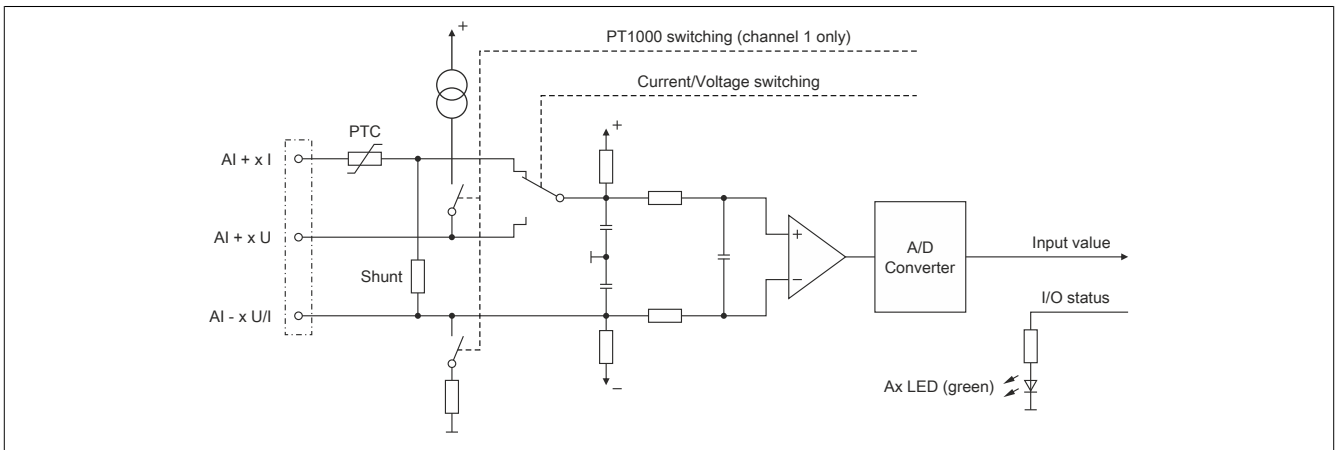 +
PT1000 switching (channel 1 only)
Current/Voltage switching
+
PTC
AI + x I
AI + x U
+
A/D
Converter
Input value
Shunt
−
I/O status
AI - x U/I
−
Ax LED (green)